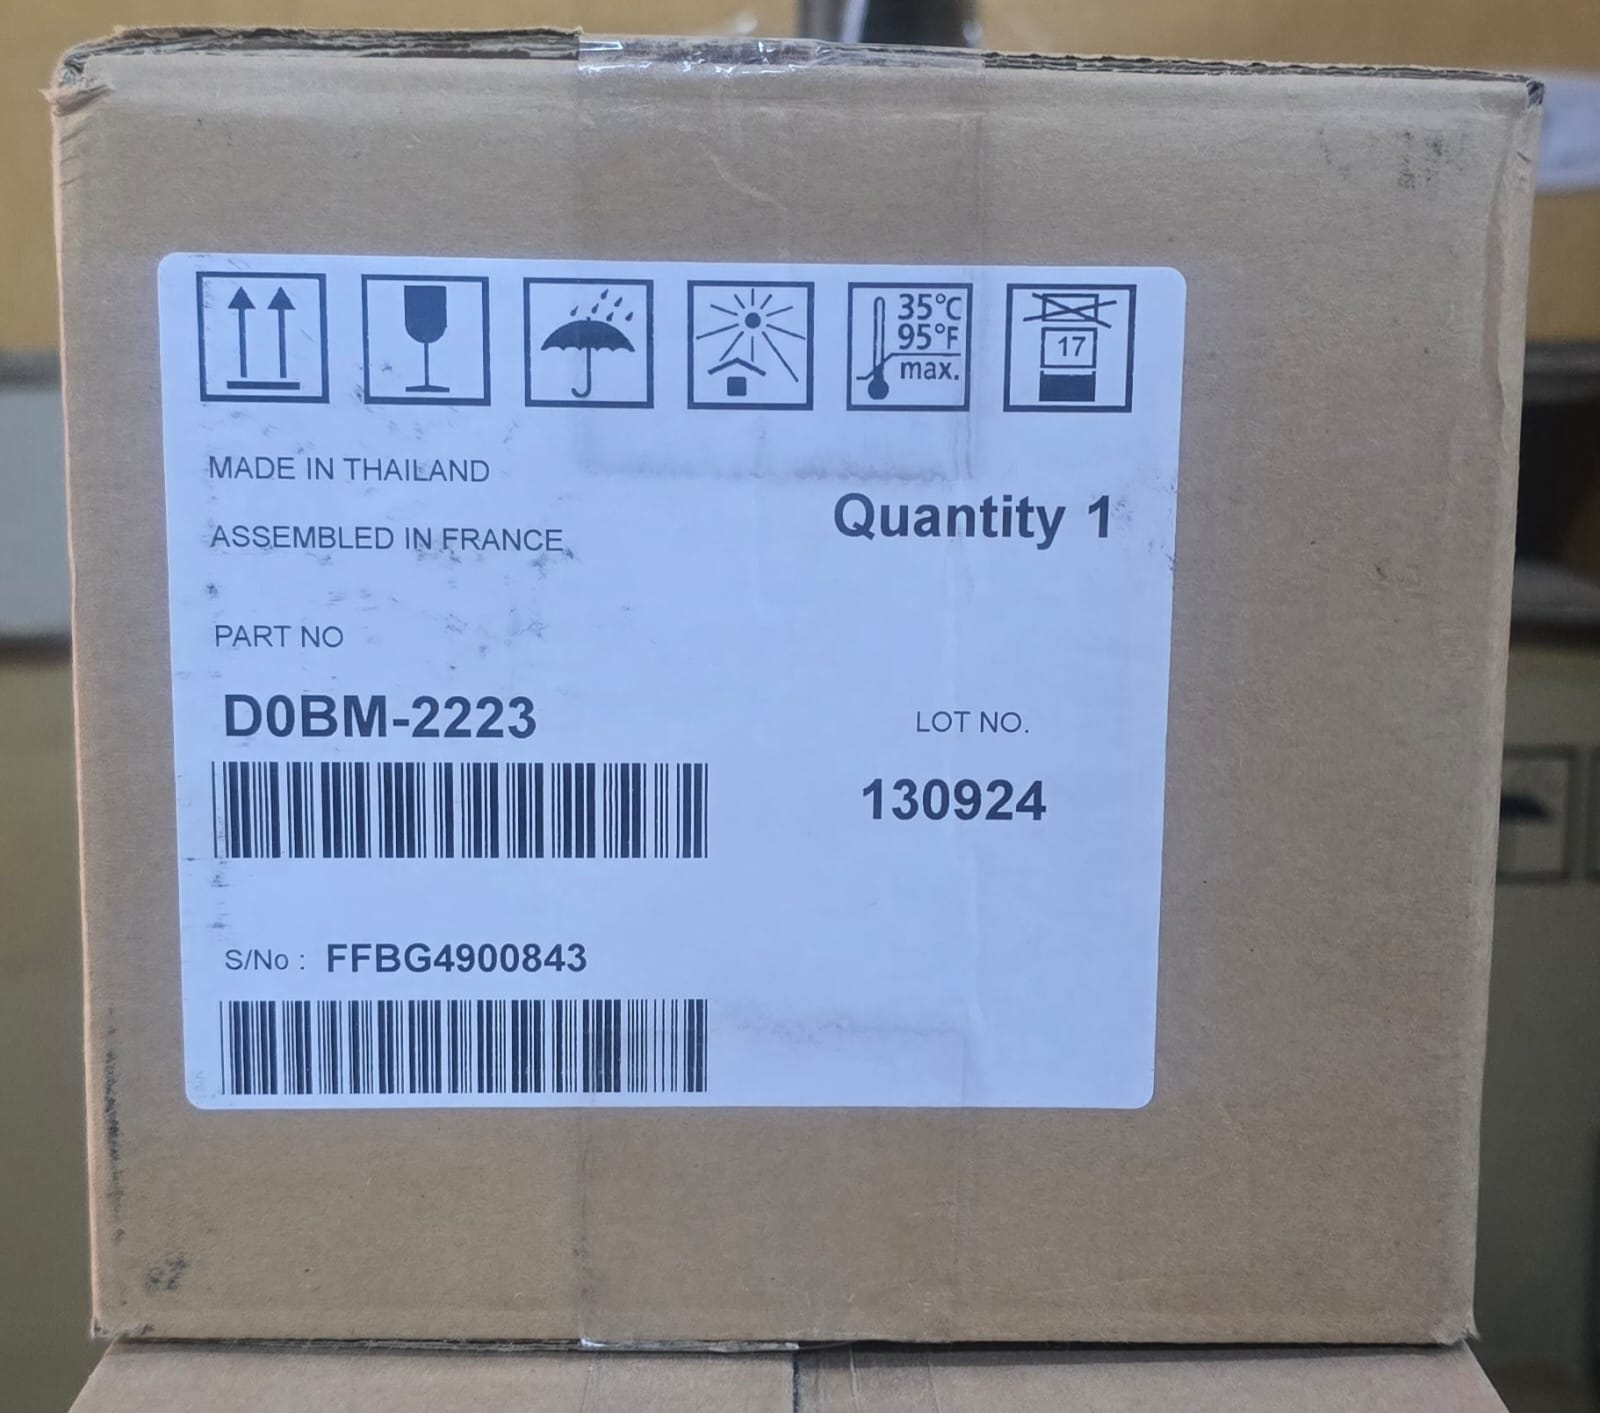 35°C
95°F
max.
17
MADE IN THAILAND
ASSEMBLED IN FRANCE
Quantity 1
PART NO
D0BM-2223
LOT NO.
130924
S/No : FFBG4900843